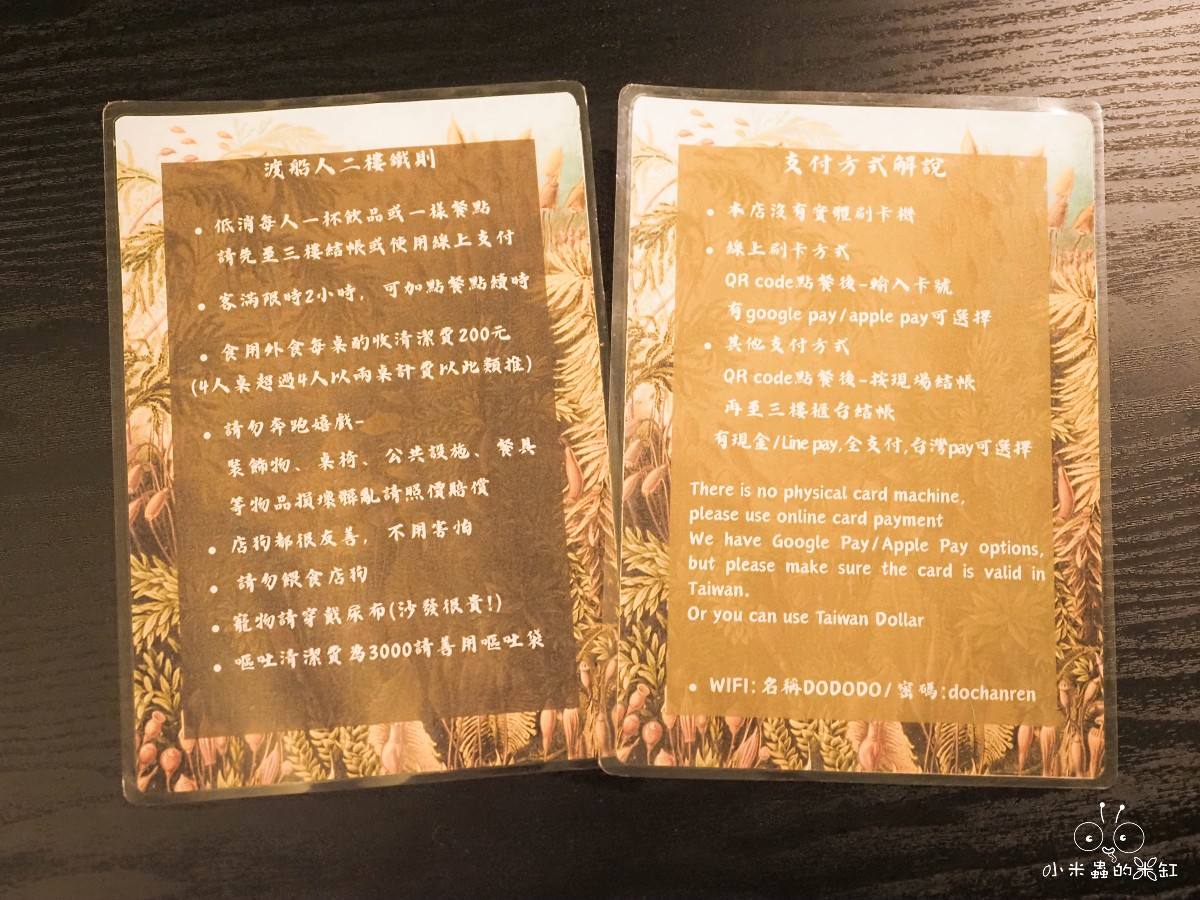 渡船人二樓鐵則
• 低消每人一杯飲品或一樣餐點
請先至三樓結帳或使用線上支付
• 客滿限時2小時，可加點餐點續時
• 食用外食每桌酌收清潔費200元
(4人桌超過4人以兩桌計費以此類推)
• 請勿奔跑嬉戲-
裝飾物、桌椅、公共設施、餐具
等物品損壞髒亂請照價賠償
• 店狗都很友善，不用害怕
• 請勿餵食店狗
• 寵物請穿戴尿布(沙發很貴!)
• 嘔吐清潔費為3000請善用嘔吐袋
支付方式解說
• 本店沒有實體刷卡機
• 線上刷卡方式
QR code點餐後-輸入卡號
有google pay/apple pay可選擇
• 其他支付方式
QR code點餐後-按現場結帳
再至三樓櫃台結帳
有現金/Line pay,全支付,台灣pay可選擇
There is no physical card machine,
please use online card payment
We have Google Pay/Apple Pay options,
but please make sure the card is valid in
Taiwan.
Or you can use Taiwan Dollar
• WIFI:名稱DODODO/密碼:dochanren
小米蟲的米缸